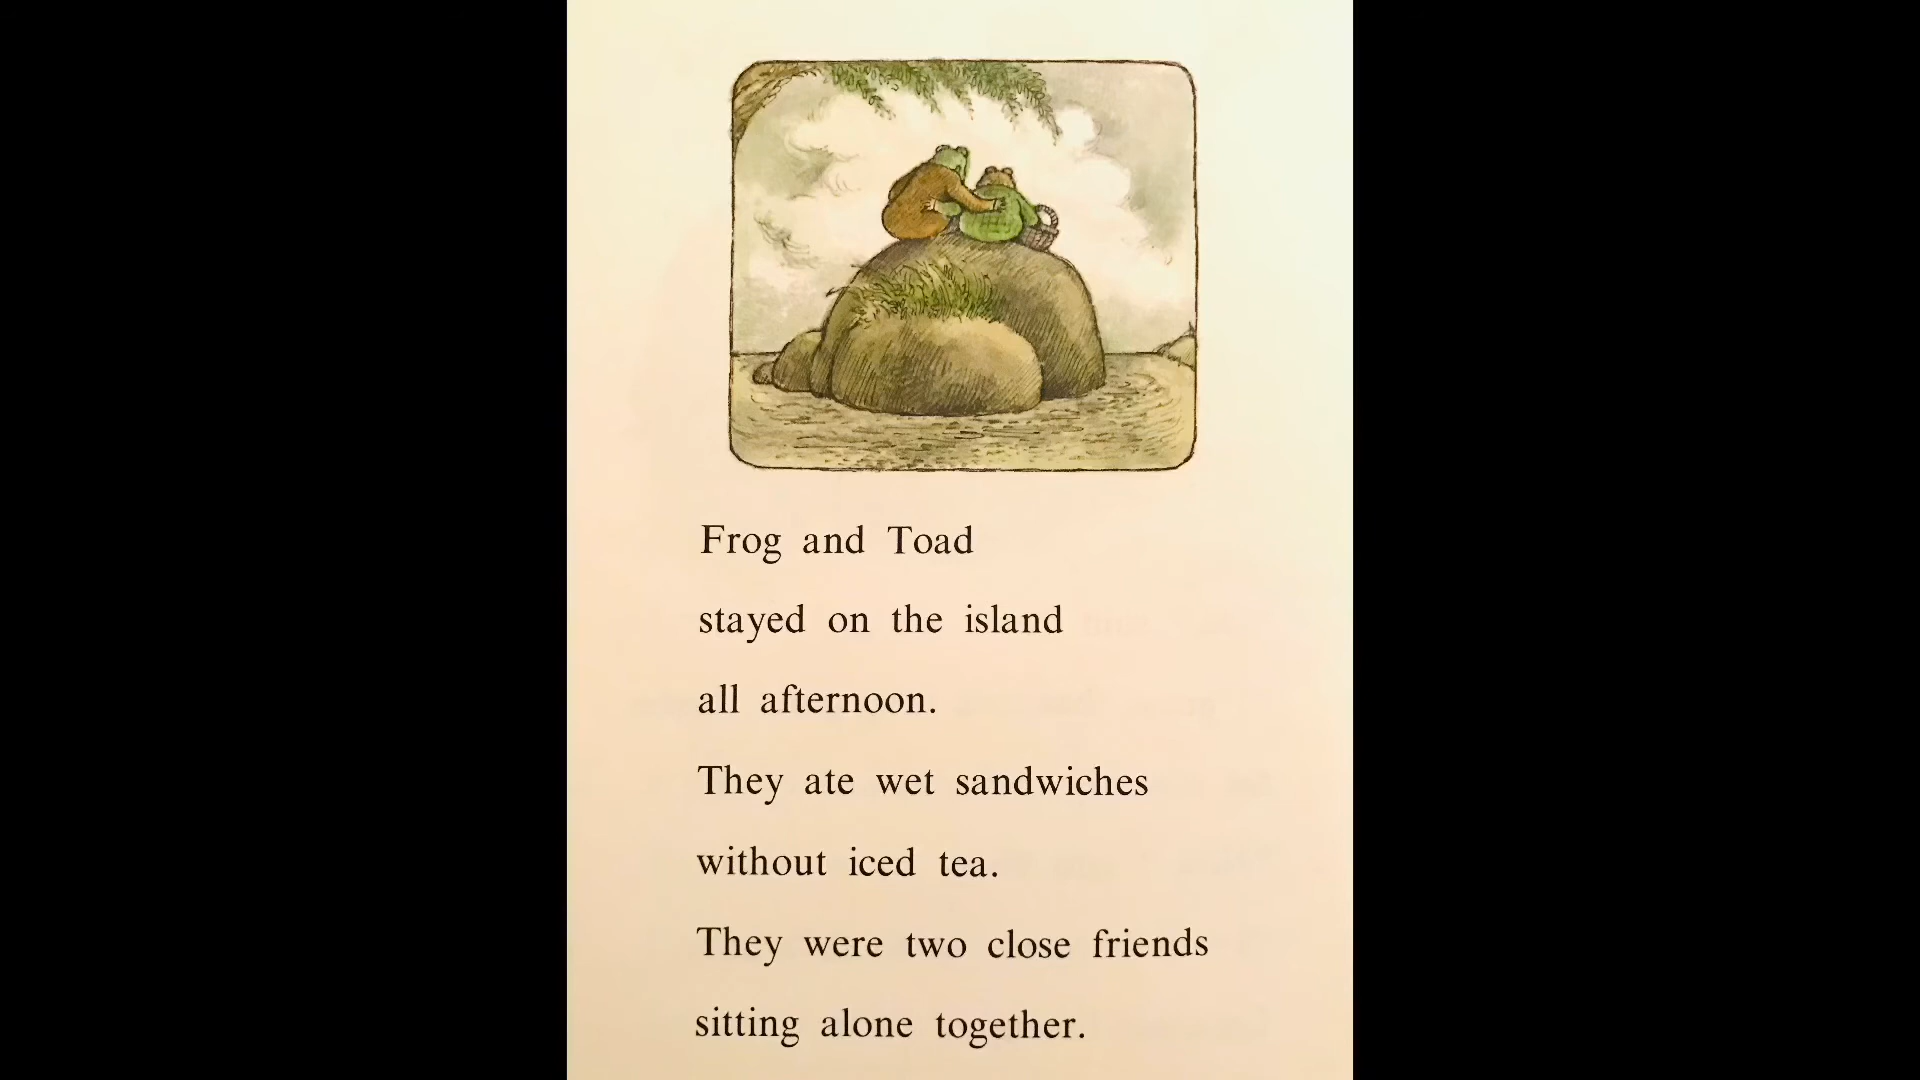 Frog and Toad
stayed on the island
all afternoon.
They ate wet sandwiches
without iced tea.
They were two close friends
sitting alone together.